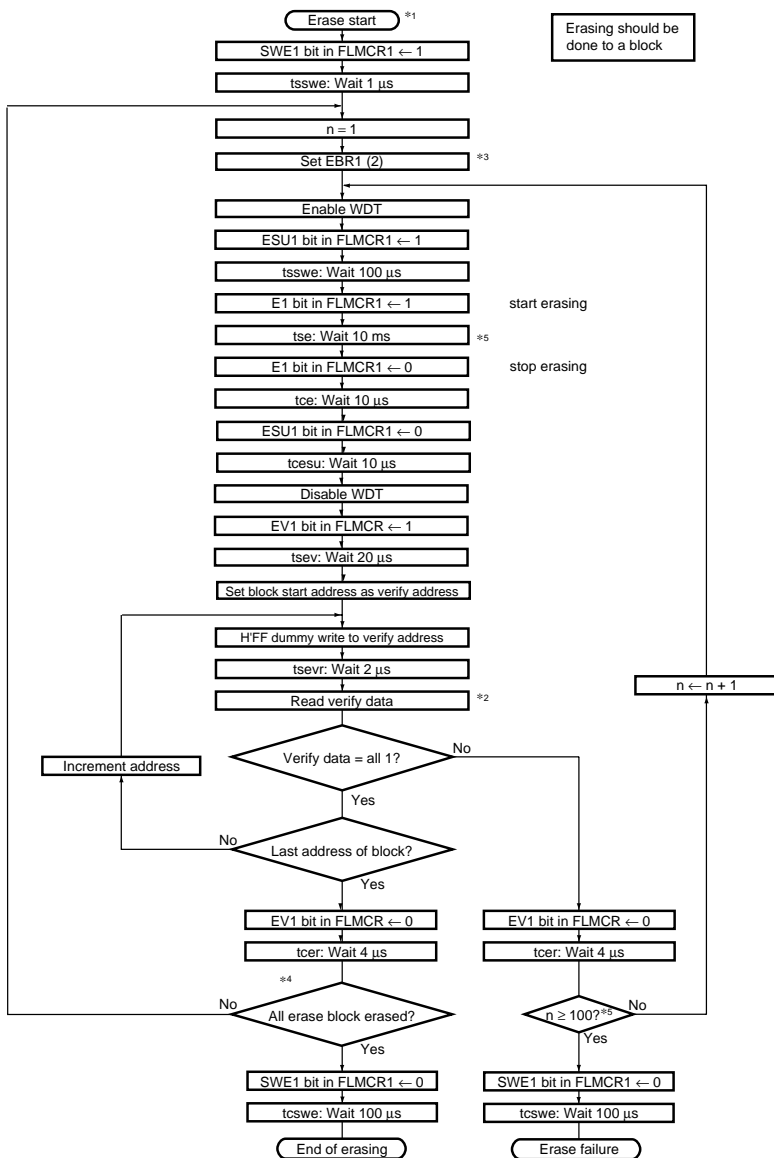 Erase start
*1
Erasing should be
done to a block
SWE1 bit in FLMCR1 ← 1
tsswe: Wait 1 µs
n = 1
Set EBR1 (2)
*3
Enable WDT
ESU1 bit in FLMCR1 ← 1
tsswe: Wait 100 µs
E1 bit in FLMCR1 ← 1
start erasing
tse: Wait 10 ms
*5
E1 bit in FLMCR1 ← 0
stop erasing
tce: Wait 10 µs
ESU1 bit in FLMCR1 ← 0
tcesu: Wait 10 µs
Disable WDT
EV1 bit in FLMCR ← 1
tsev: Wait 20 µs
Set block start address as verify address
H'FF dummy write to verify address
tsevr: Wait 2 µs
Read verify data
*2
n ← n + 1
Verify data = all 1?
No
Increment address
Yes
No
Last address of block?
Yes
EV1 bit in FLMCR ← 0
EV1 bit in FLMCR ← 0
tcer: Wait 4 µs
tcer: Wait 4 µs
*4
No
All erase block erased?
n ≥ 100?*5
No
Yes
Yes
SWE1 bit in FLMCR1 ← 0
SWE1 bit in FLMCR1 ← 0
tcswe: Wait 100 µs
tcswe: Wait 100 µs
End of erasing
Erase failure